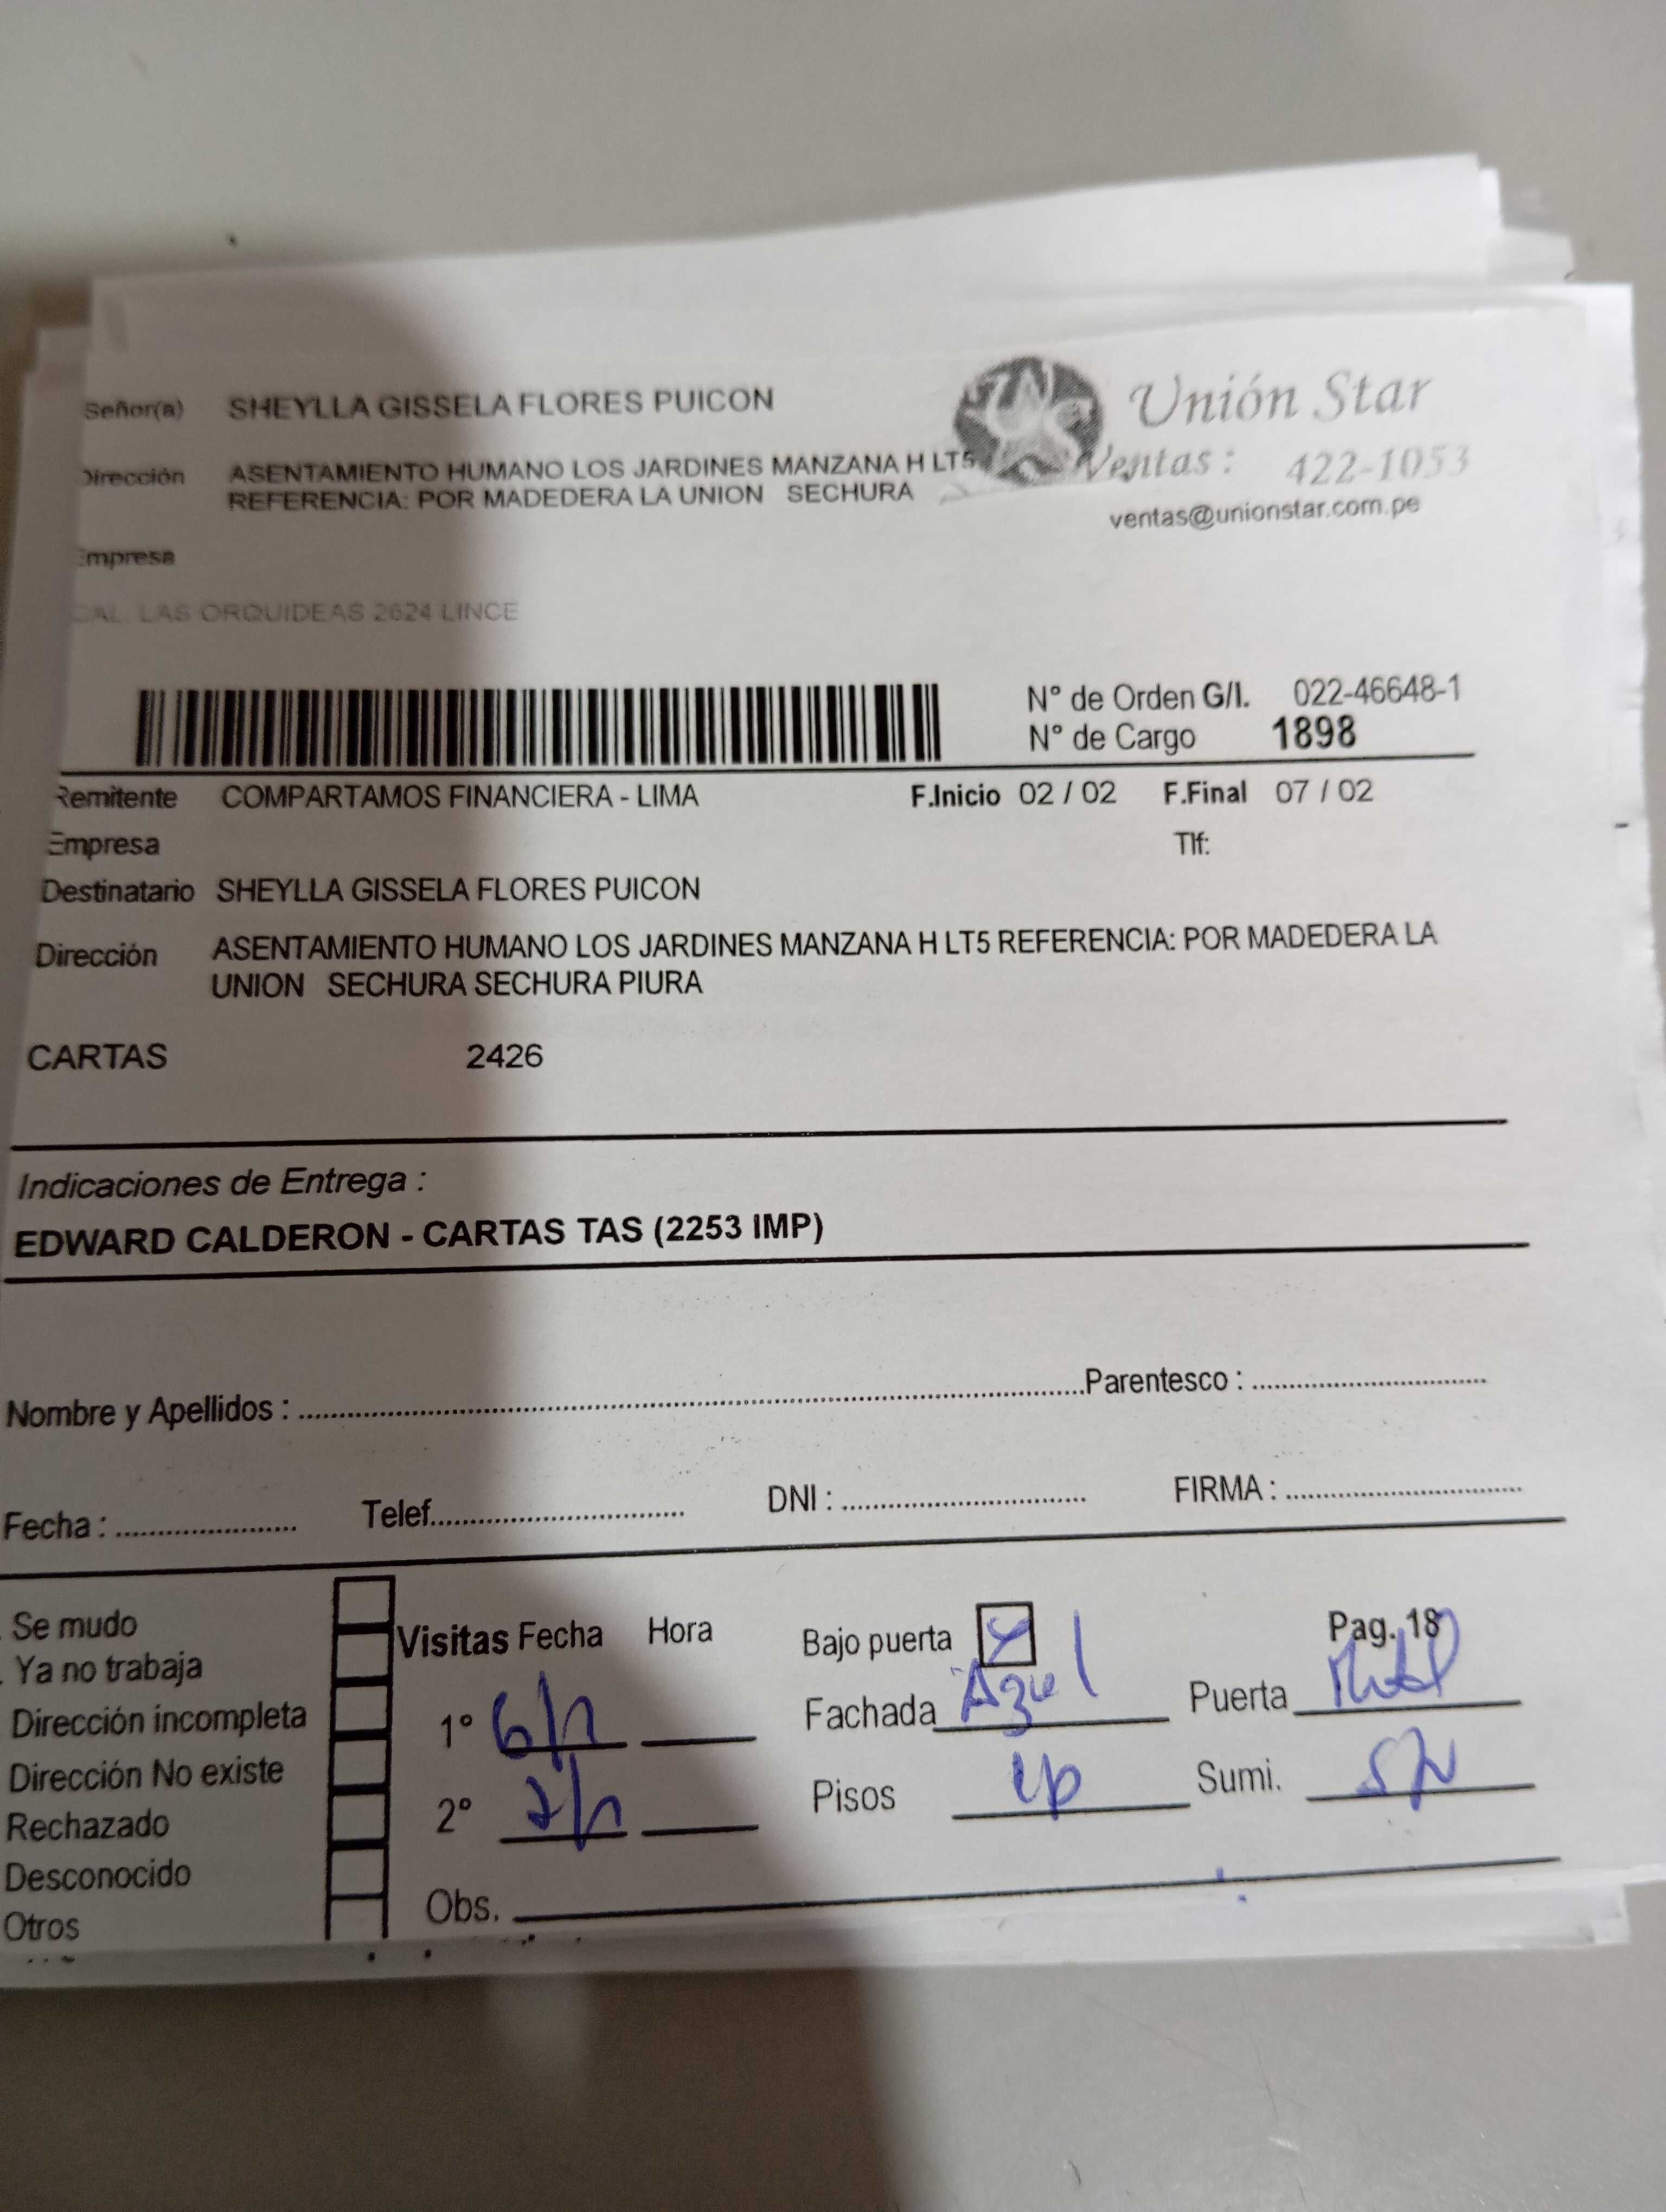 Señor(a) SHEYLLA GISSELA FLORES PUICON
Unión Star
Dirección ASENTAMIENTO HUMANO LOS JARDINES MANZANA H LT5
Ventas: 422-1053
REFERENCIA: POR MADEDERA LA UNION SECHURA
ventas@unionstar.com.pe
Empresa
CAL. LAS ORQUIDEAS 2624 LINCE
N° de Orden G/I. 022-46648-1
N° de Cargo 1898
Remitente COMPARTAMOS FINANCIERA - LIMA F.Inicio 02 / 02 F.Final 07 / 02
Empresa Tlf:
Destinatario SHEYLLA GISSELA FLORES PUICON
Dirección ASENTAMIENTO HUMANO LOS JARDINES MANZANA H LT5 REFERENCIA: POR MADEDERA LA
UNION SECHURA SECHURA PIURA
CARTAS 2426
Indicaciones de Entrega :
EDWARD CALDERON - CARTAS TAS (2253 IMP)
Nombre y Apellidos : Parentesco :
Fecha : Telef. DNI : FIRMA :
Se mudo
Ya no trabaja
Dirección incompleta
Dirección No existe
Rechazado
Desconocido
Otros
Visitas Fecha Hora
1°
2°
Obs.
Bajo puerta
Pag. 18
Fachada Azul Puerta
Pisos 1p Sumi. S/N